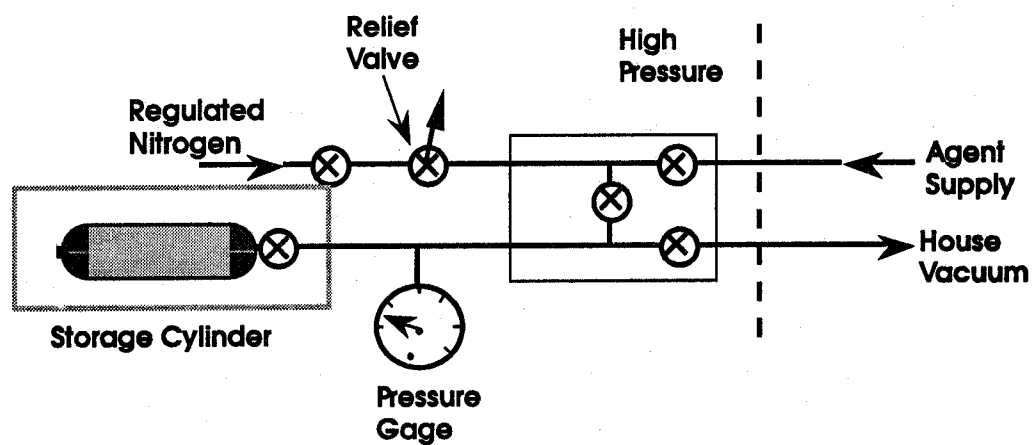 Relief
Valve
High
Pressure
Regulated
Nitrogen
Agent
Supply
House
Vacuum
Storage Cylinder
Pressure
Gage